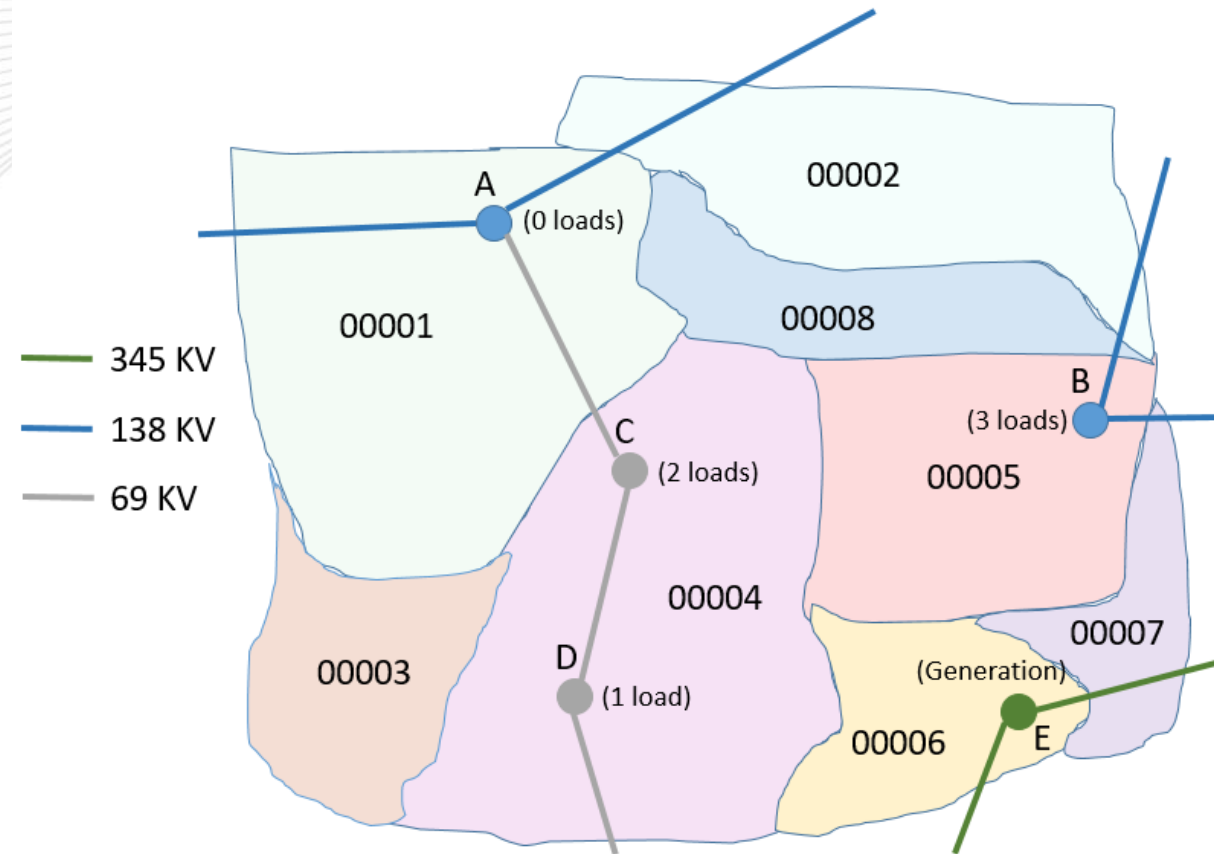 00002
A
(0 loads)
00001
00008
345 KV
B
138 KV
(3 loads)
C
(2 loads)
00005
69 KV
00004
00007
D
(Generation)
00003
(1 load)
00006
E